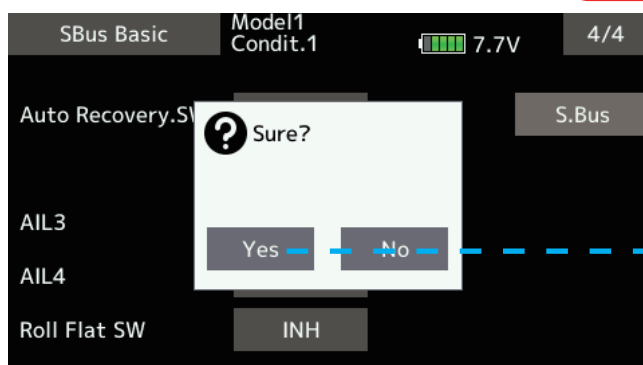 SBus Basic
Model1
Condit.1
7.7V
4/4
Auto Recovery.SW
S.Bus
Sure?
AIL3
Yes
No
AIL4
Roll Flat SW
INH